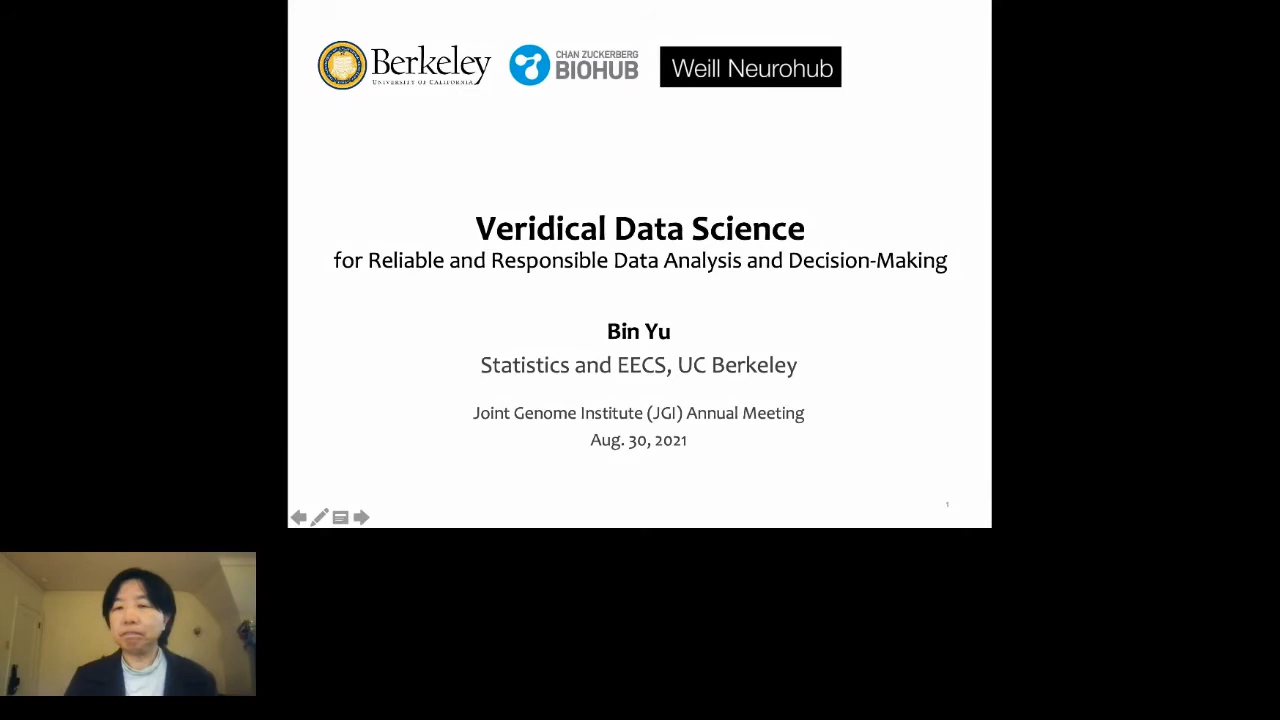 Berkeley
UNIVERSITY OF CALIFORNIA
CHAN ZUCKERBERG
BIOHUB
Weill Neurohub
Veridical Data Science
for Reliable and Responsible Data Analysis and Decision-Making
Bin Yu
Statistics and EECS, UC Berkeley
Joint Genome Institute (JGI) Annual Meeting
Aug. 30, 2021
1